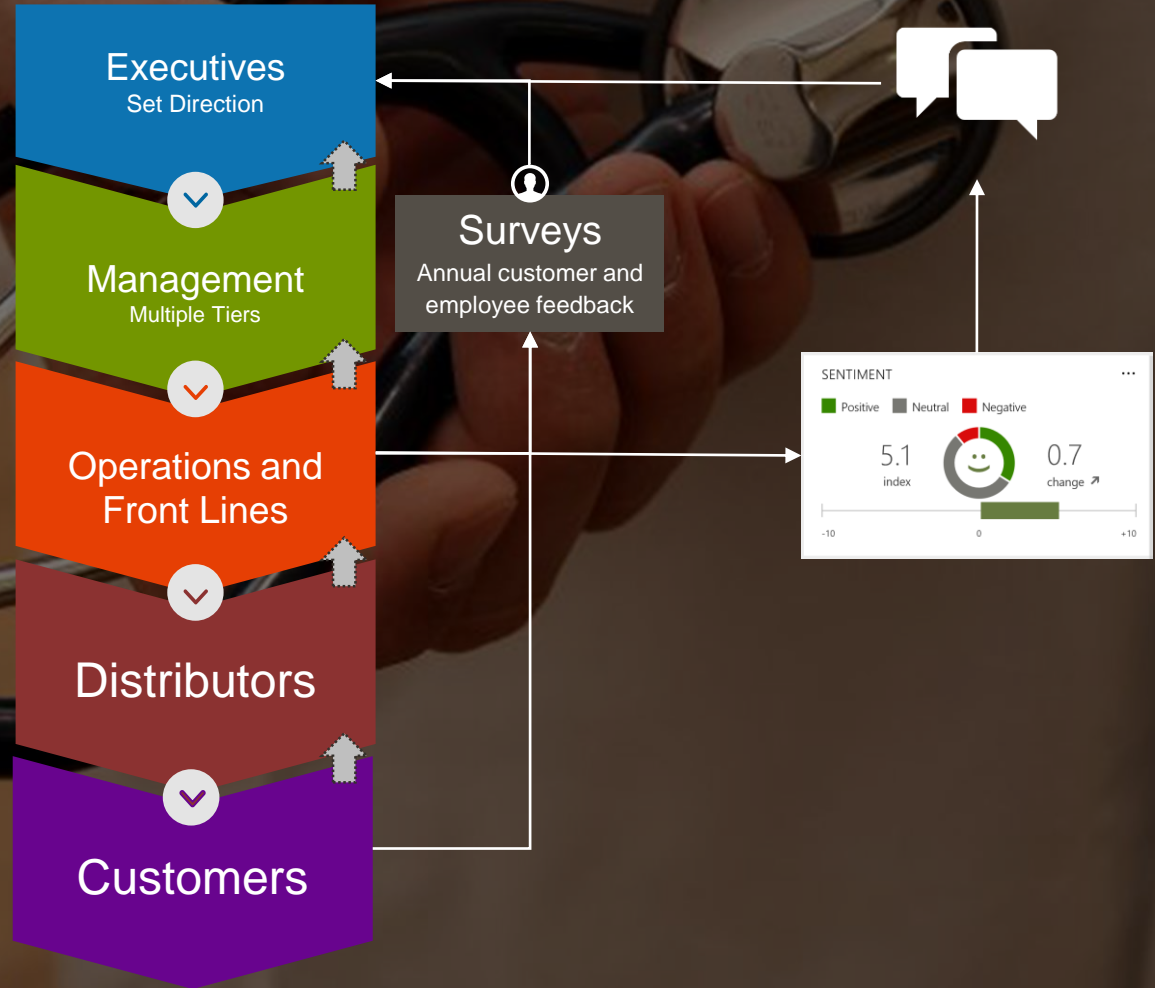 Executives
Set Direction
Management
Multiple Tiers
Operations and
Front Lines
Distributors
Customers
Surveys
Annual customer and
employee feedback
SENTIMENT ...
Positive Neutral Negative
5.1
index
0.7
change
-10 0 +10